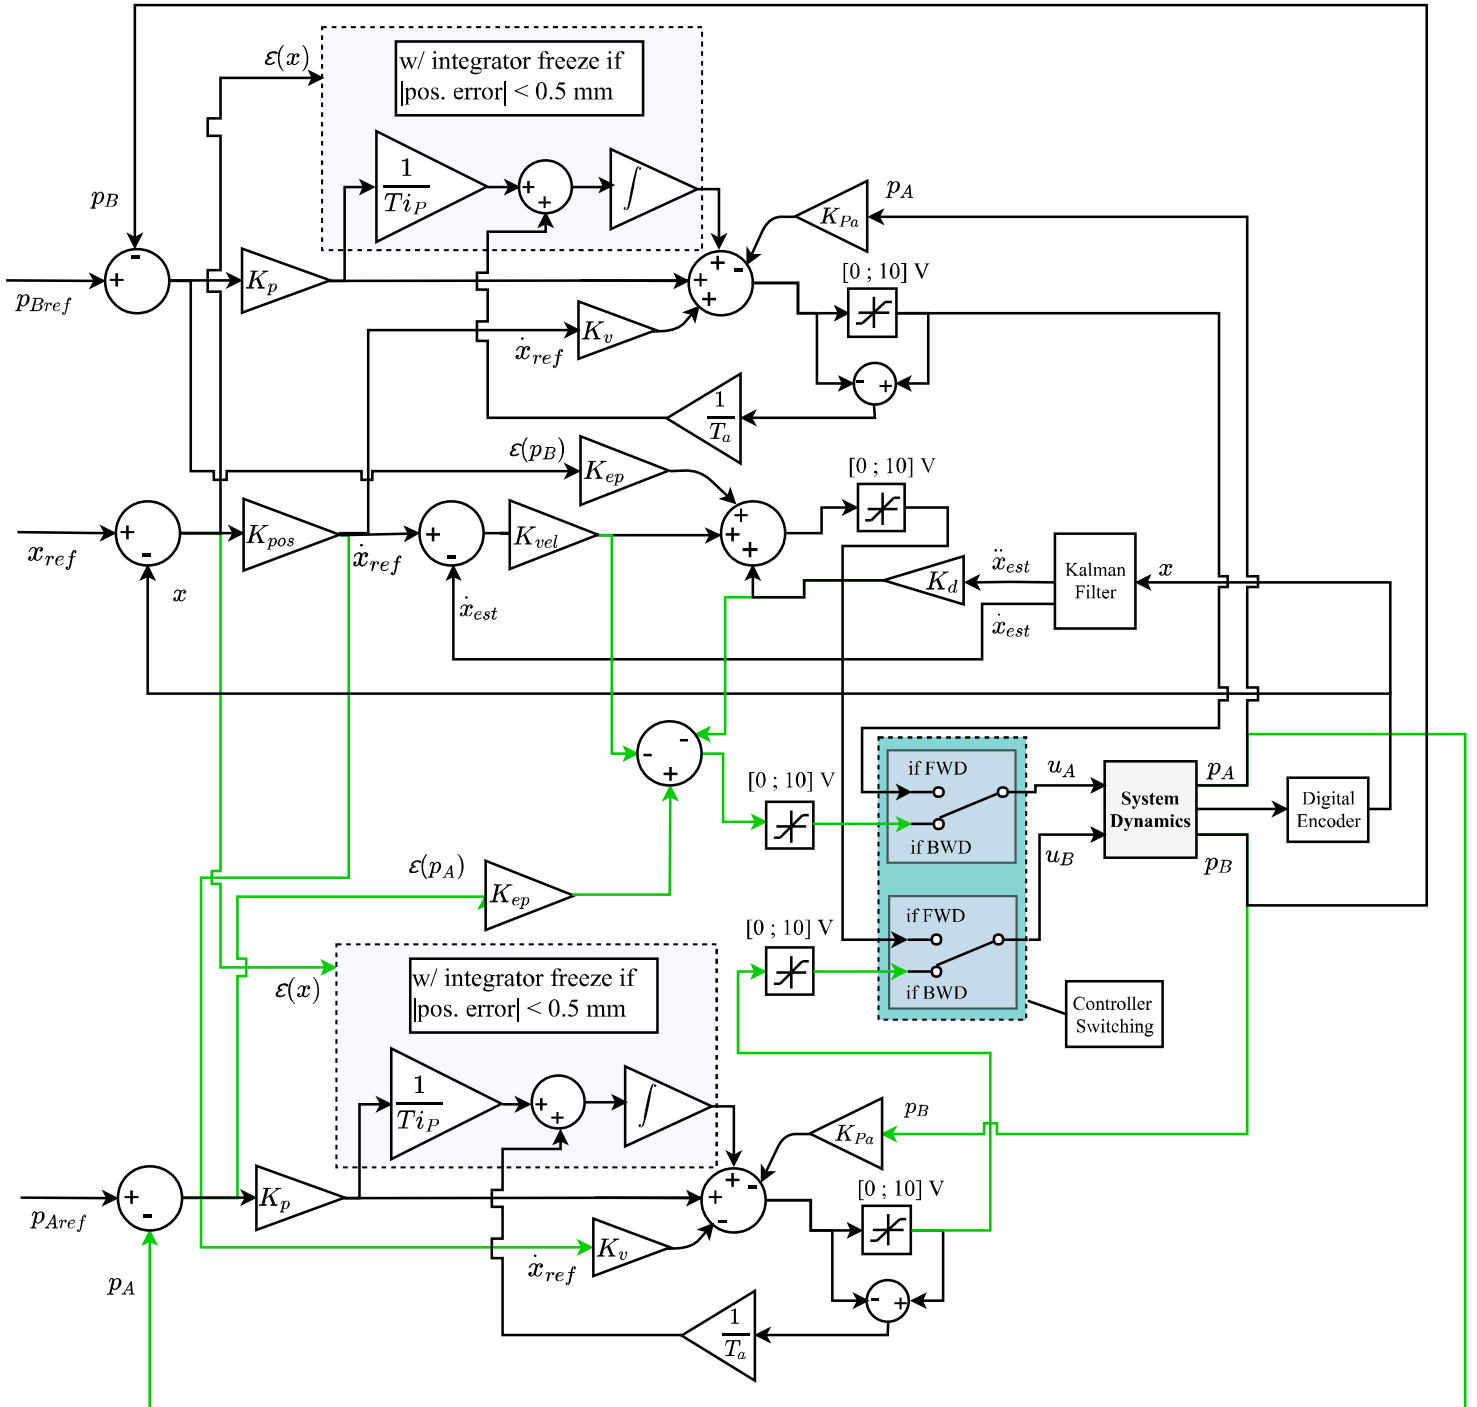 ε(x)
w/ integrator freeze if
|pos. error| < 0.5 mm
1
Ti_P
+
+
∫
p_B
p_A
K_Pa
-
+
p_Bref
K_p
+
-
+
+
[0 ; 10] V
ẋ_ref
K_v
-
+
1
T_a
ε(p_B)
K_ep
[0 ; 10] V
+
-
x_ref
K_pos
ẋ_ref
+
-
K_vel
+
+
+
x
ẋ_est
K_d
ẍ_est
ẋ_est
Kalman
Filter
x
-
-
+
[0 ; 10] V
if FWD
if BWD
u_A
u_B
System
Dynamics
p_A
p_B
Digital
Encoder
ε(p_A)
K_ep
[0 ; 10] V
if FWD
if BWD
Controller
Switching
ε(x)
w/ integrator freeze if
|pos. error| < 0.5 mm
1
Ti_P
+
+
∫
K_Pa
p_B
+
-
p_Aref
K_p
+
-
+
-
[0 ; 10] V
ẋ_ref
K_v
-
+
p_A
1
T_a